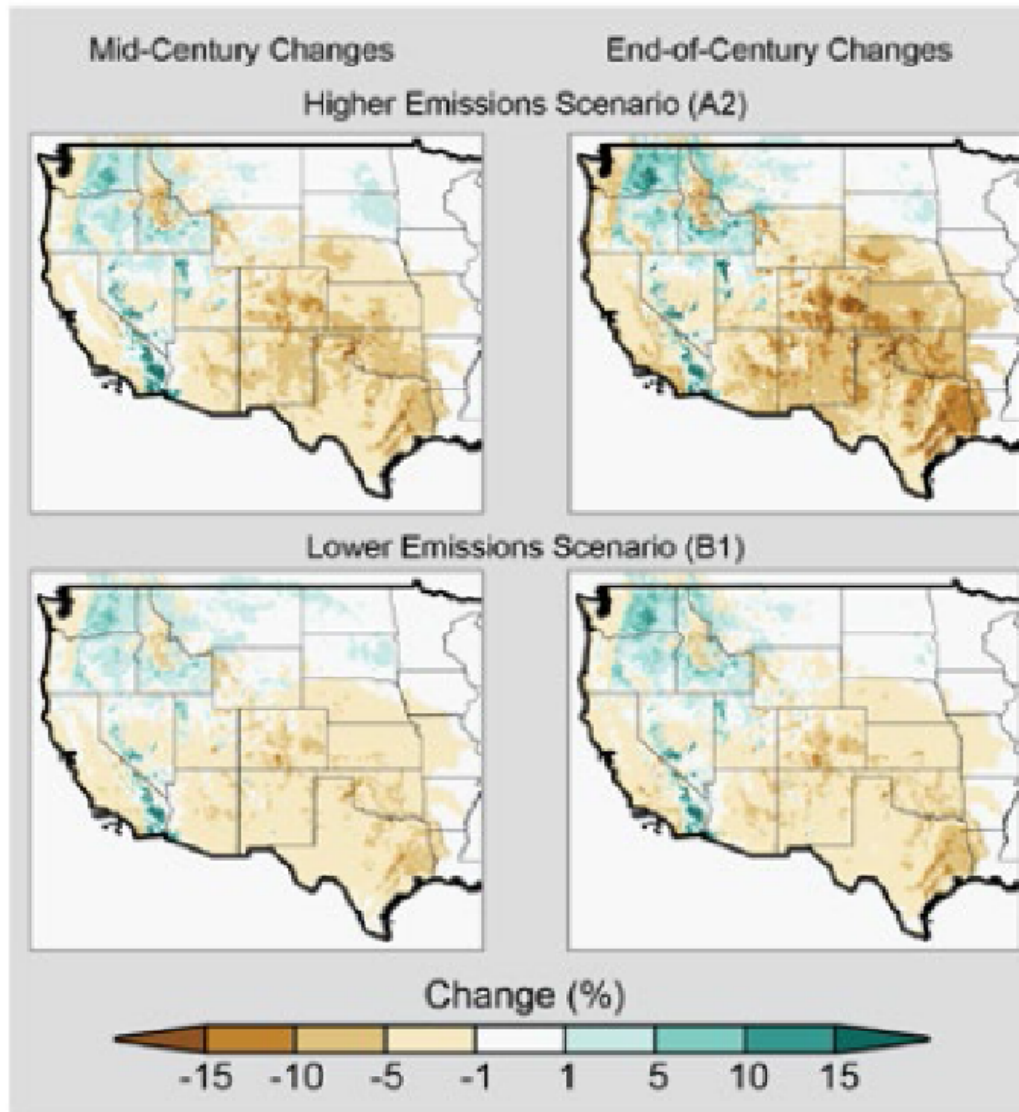 Mid-Century Changes End-of-Century Changes
Higher Emissions Scenario (A2)
Lower Emissions Scenario (B1)
Change (%)
-15 -10 -5 -1 1 5 10 15